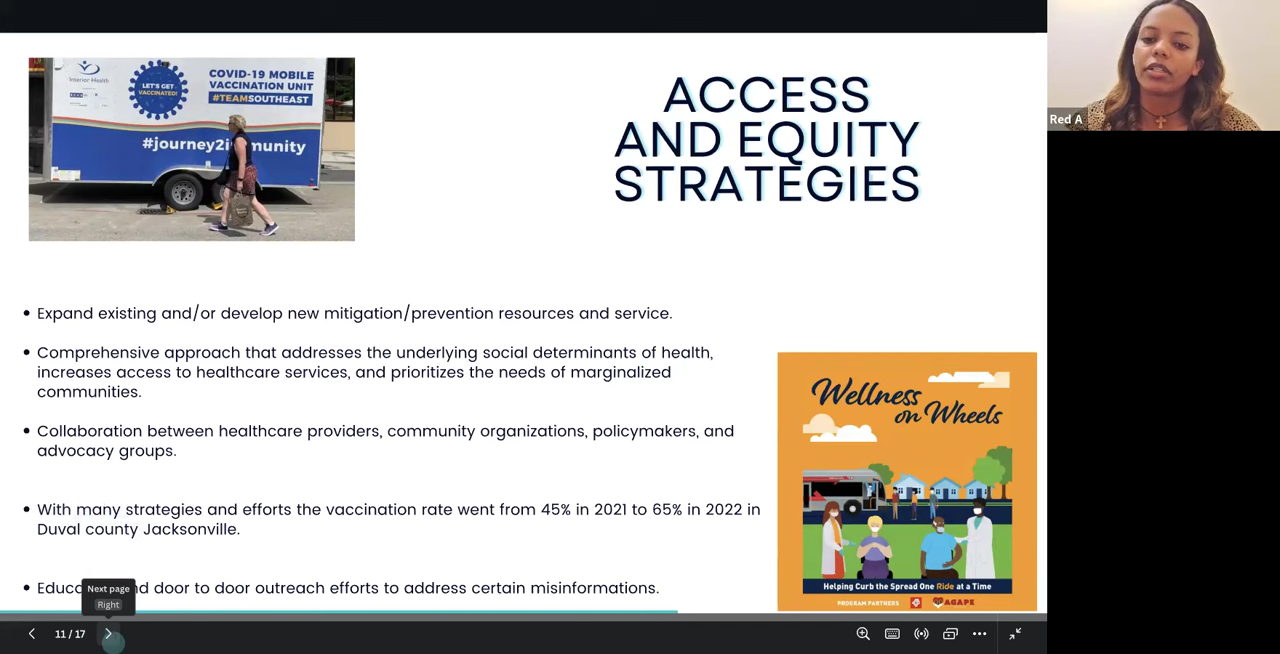 Interior Health
LET'S GET
VACCINATED!
COVID-19 MOBILE
VACCINATION UNIT
#TEAMSOUTHEAST
ACCESS
AND EQUITY
STRATEGIES
Red A
• Expand existing and/or develop new mitigation/prevention resources and service.
• Comprehensive approach that addresses the underlying social determinants of health,
increases access to healthcare services, and prioritizes the needs of marginalized
communities.
• Collaboration between healthcare providers, community organizations, policymakers, and
advocacy groups.
• With many strategies and efforts the vaccination rate went from 45% in 2021 to 65% in 2022 in
Duval county Jacksonville.
door to door outreach efforts to address certain misinformations.
Wellness
on Wheels
Helping Curb the Spread One Ride at a Time
PROGRAM PARTNERS
AGAPE
Next page
Right
11 / 17